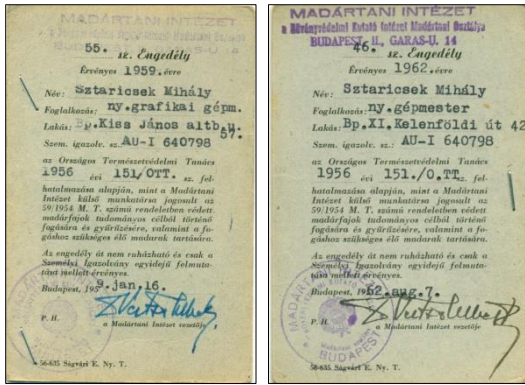 MADÁRTANI INTÉZET
BUDAPEST
55. sz. Engedély
Érvényes 1959. évre
Név: Sztaricsek Mihály
Foglalkozás: ny.grafikai gépm.
Lakás: Bp.Kiss János altb.u.
57.
Szem. igazolv. sz. AU-I 640798
az Országos Természetvédelmi Tanács
1956 évi 151/OTT. sz. fel-
hatalmazása alapján, mint a Madártani
Intézet külső munkatársa jogosult az
59/1954 M. T. számú rendeletben védett
madárfajok tudományos célból történő
fogására és gyűrűzésére, valamint a fo-
gáshoz szükséges élő madarak tartására.
Az engedély át nem ruházható és csak a
Személyi Igazolvány egyidejű felmuta-
tása mellett érvényes.
Budapest, 195 9.jan.16.
P. H.
a Madártani Intézet vezetője
56-635 Ságvári E. Ny. T.
MADÁRTANI INTÉZET
a Növényvédelmi Kutató Intézet Madártani Osztálya
BUDAPEST, II., GARAS-U. 14
46. sz. Engedély
Érvényes 1962. évre
Név: Sztaricsek Mihály
Foglalkozás: ny.gépmester
Lakás: Bp.XI.Kelenföldi út 42
Szem. igazolv. sz. AU-I 640798
az Országos Természetvédelmi Tanács
1956 évi 151./O.TT. sz. fel-
hatalmazása alapján, mint a Madártani
Intézet külső munkatársa jogosult az
59/1954 M. T. számú rendeletben védett
madárfajok tudományos célból történő
fogására és gyűrűzésére, valamint a fo-
gáshoz szükséges élő madarak tartására.
Az engedély át nem ruházható és csak a
Személyi Igazolvány egyidejű felmuta-
tása mellett érvényes.
Budapest, 1962.aug.7.
P. H.
a Madártani Intézet vezetője
BUDAPEST
56-635 Ságvári E. Ny. T.